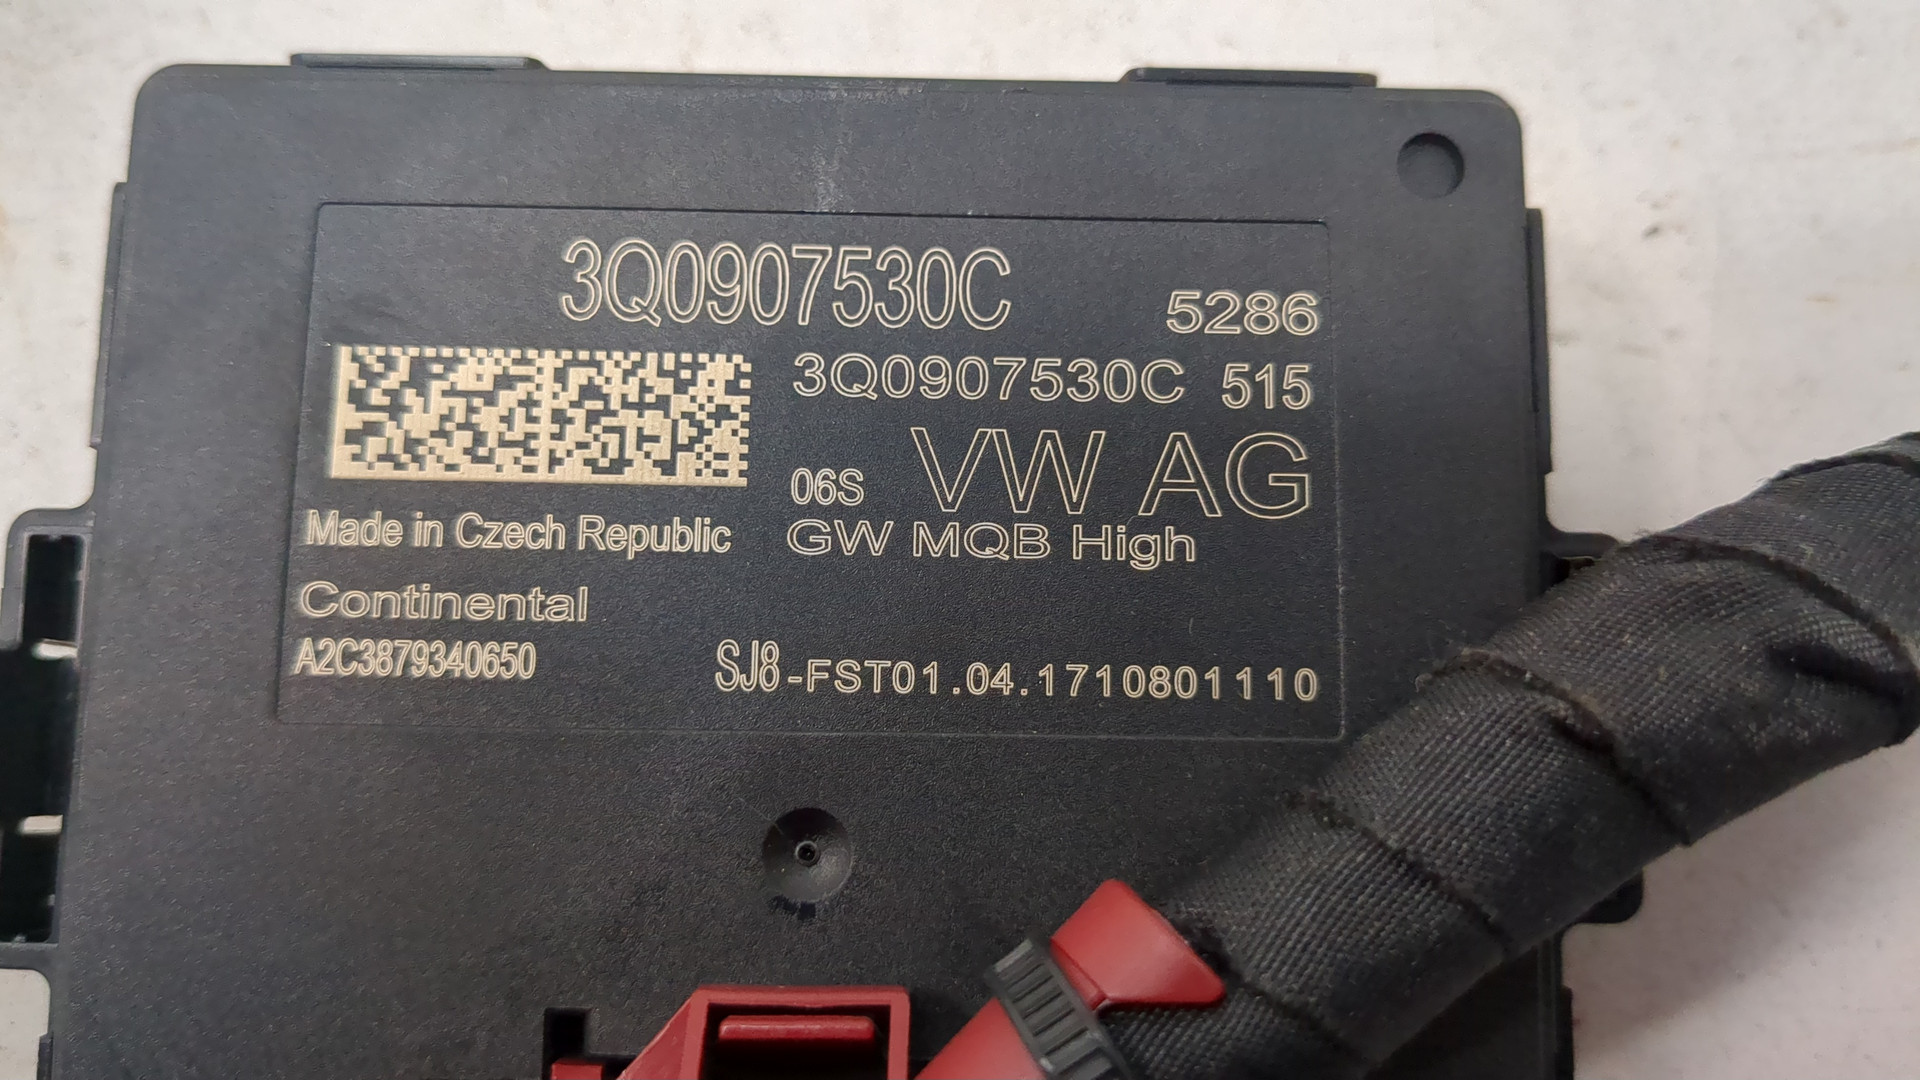 3Q0907530C
5286
3Q0907530C 515
06S VW AG
GW MQB High
Made in Czech Republic
Continental
A2C3879340650
SJ8-FST01.04.1710801110